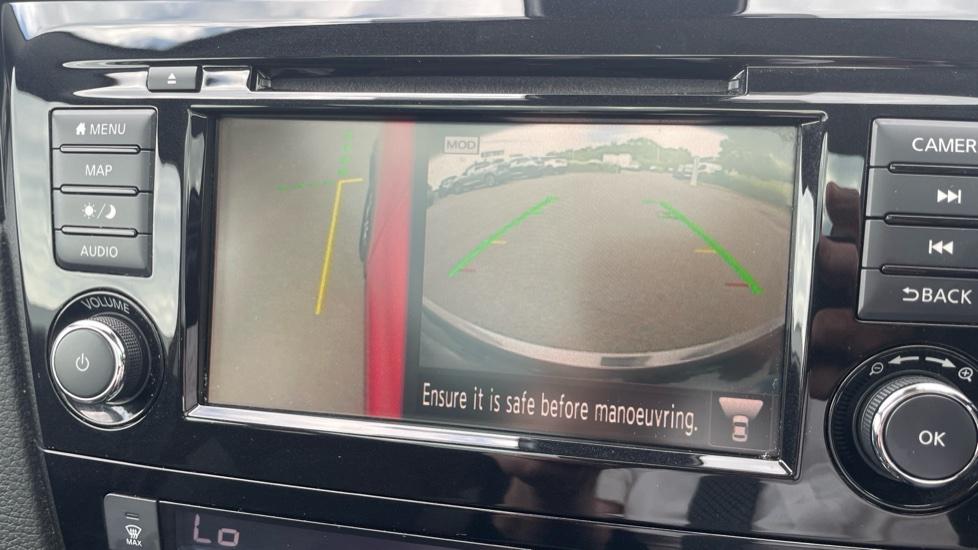 MENU
MAP
AUDIO
VOLUME
MOD
Ensure it is safe before manoeuvring.
CAMER
BACK
OK
MAX
Lo